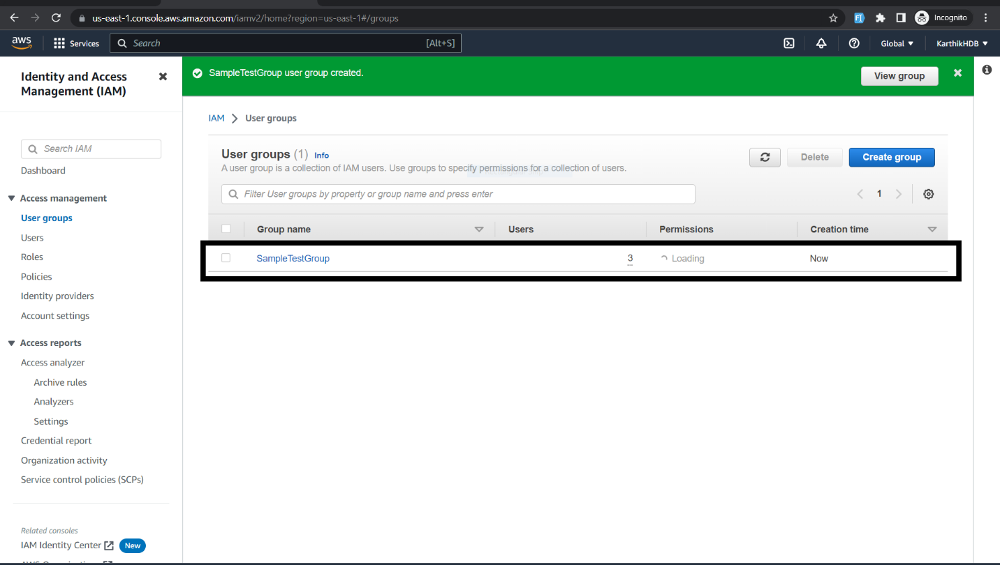 us-east-1.console.aws.amazon.com/iamv2/home?region=us-east-1#/groups
Incognito
aws
Services
Search
[Alt+S]
Global
KarthikHDB
Identity and Access
Management (IAM)
Search IAM
Dashboard
Access management
User groups
Users
Roles
Policies
Identity providers
Account settings
Access reports
Access analyzer
Archive rules
Analyzers
Settings
Credential report
Organization activity
Service control policies (SCPs)
Related consoles
IAM Identity Center
New
SampleTestGroup user group created.
View group
IAM
User groups
User groups (1) Info
A user group is a collection of IAM users. Use groups to specify permissions for a collection of users.
Delete
Create group
Filter User groups by property or group name and press enter
1
Group name
Users
Permissions
Creation time
SampleTestGroup
3
Loading
Now